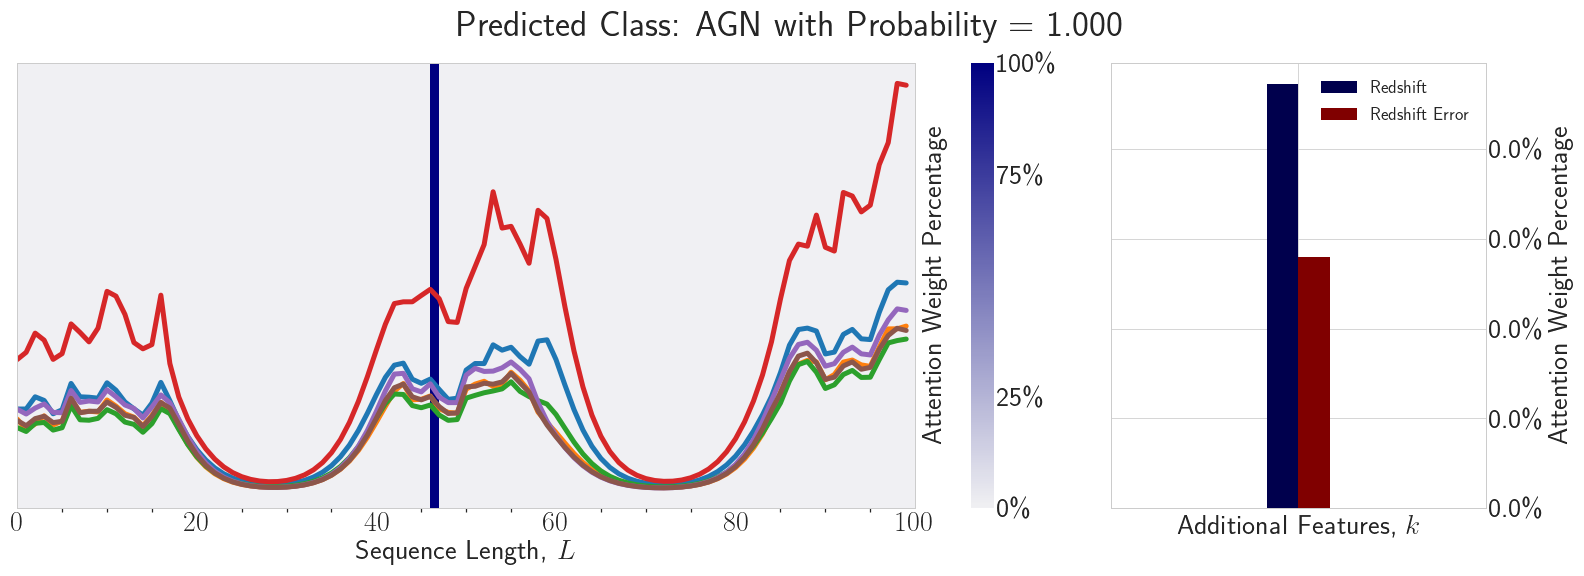 Predicted Class: AGN with Probability = 1.000
100%
75%
25%
0%
Attention Weight Percentage
0 20 40 60 80 100
Sequence Length, L
Redshift
Redshift Error
0.0%
0.0%
0.0%
0.0%
0.0%
Attention Weight Percentage
Additional Features, k